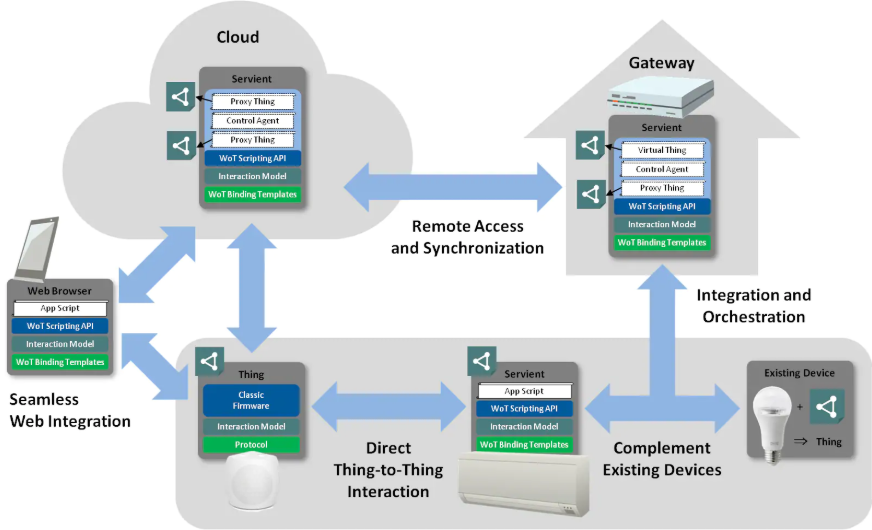 Cloud
Servient
Proxy Thing
Control Agent
Proxy Thing
WoT Scripting API
Interaction Model
WoT Binding Templates
Gateway
Servient
Virtual Thing
Control Agent
Proxy Thing
WoT Scripting API
Interaction Model
WoT Binding Templates
Remote Access
and Synchronization
Web Browser
App Script
WoT Scripting API
Interaction Model
WoT Binding Templates
Seamless
Web Integration
Integration and
Orchestration
Thing
Classic
Firmware
Interaction Model
Protocol
Direct
Thing-to-Thing
Interaction
Servient
App Script
WoT Scripting API
Interaction Model
WoT Binding Templates
Complement
Existing Devices
Existing Device
+
⇒ Thing